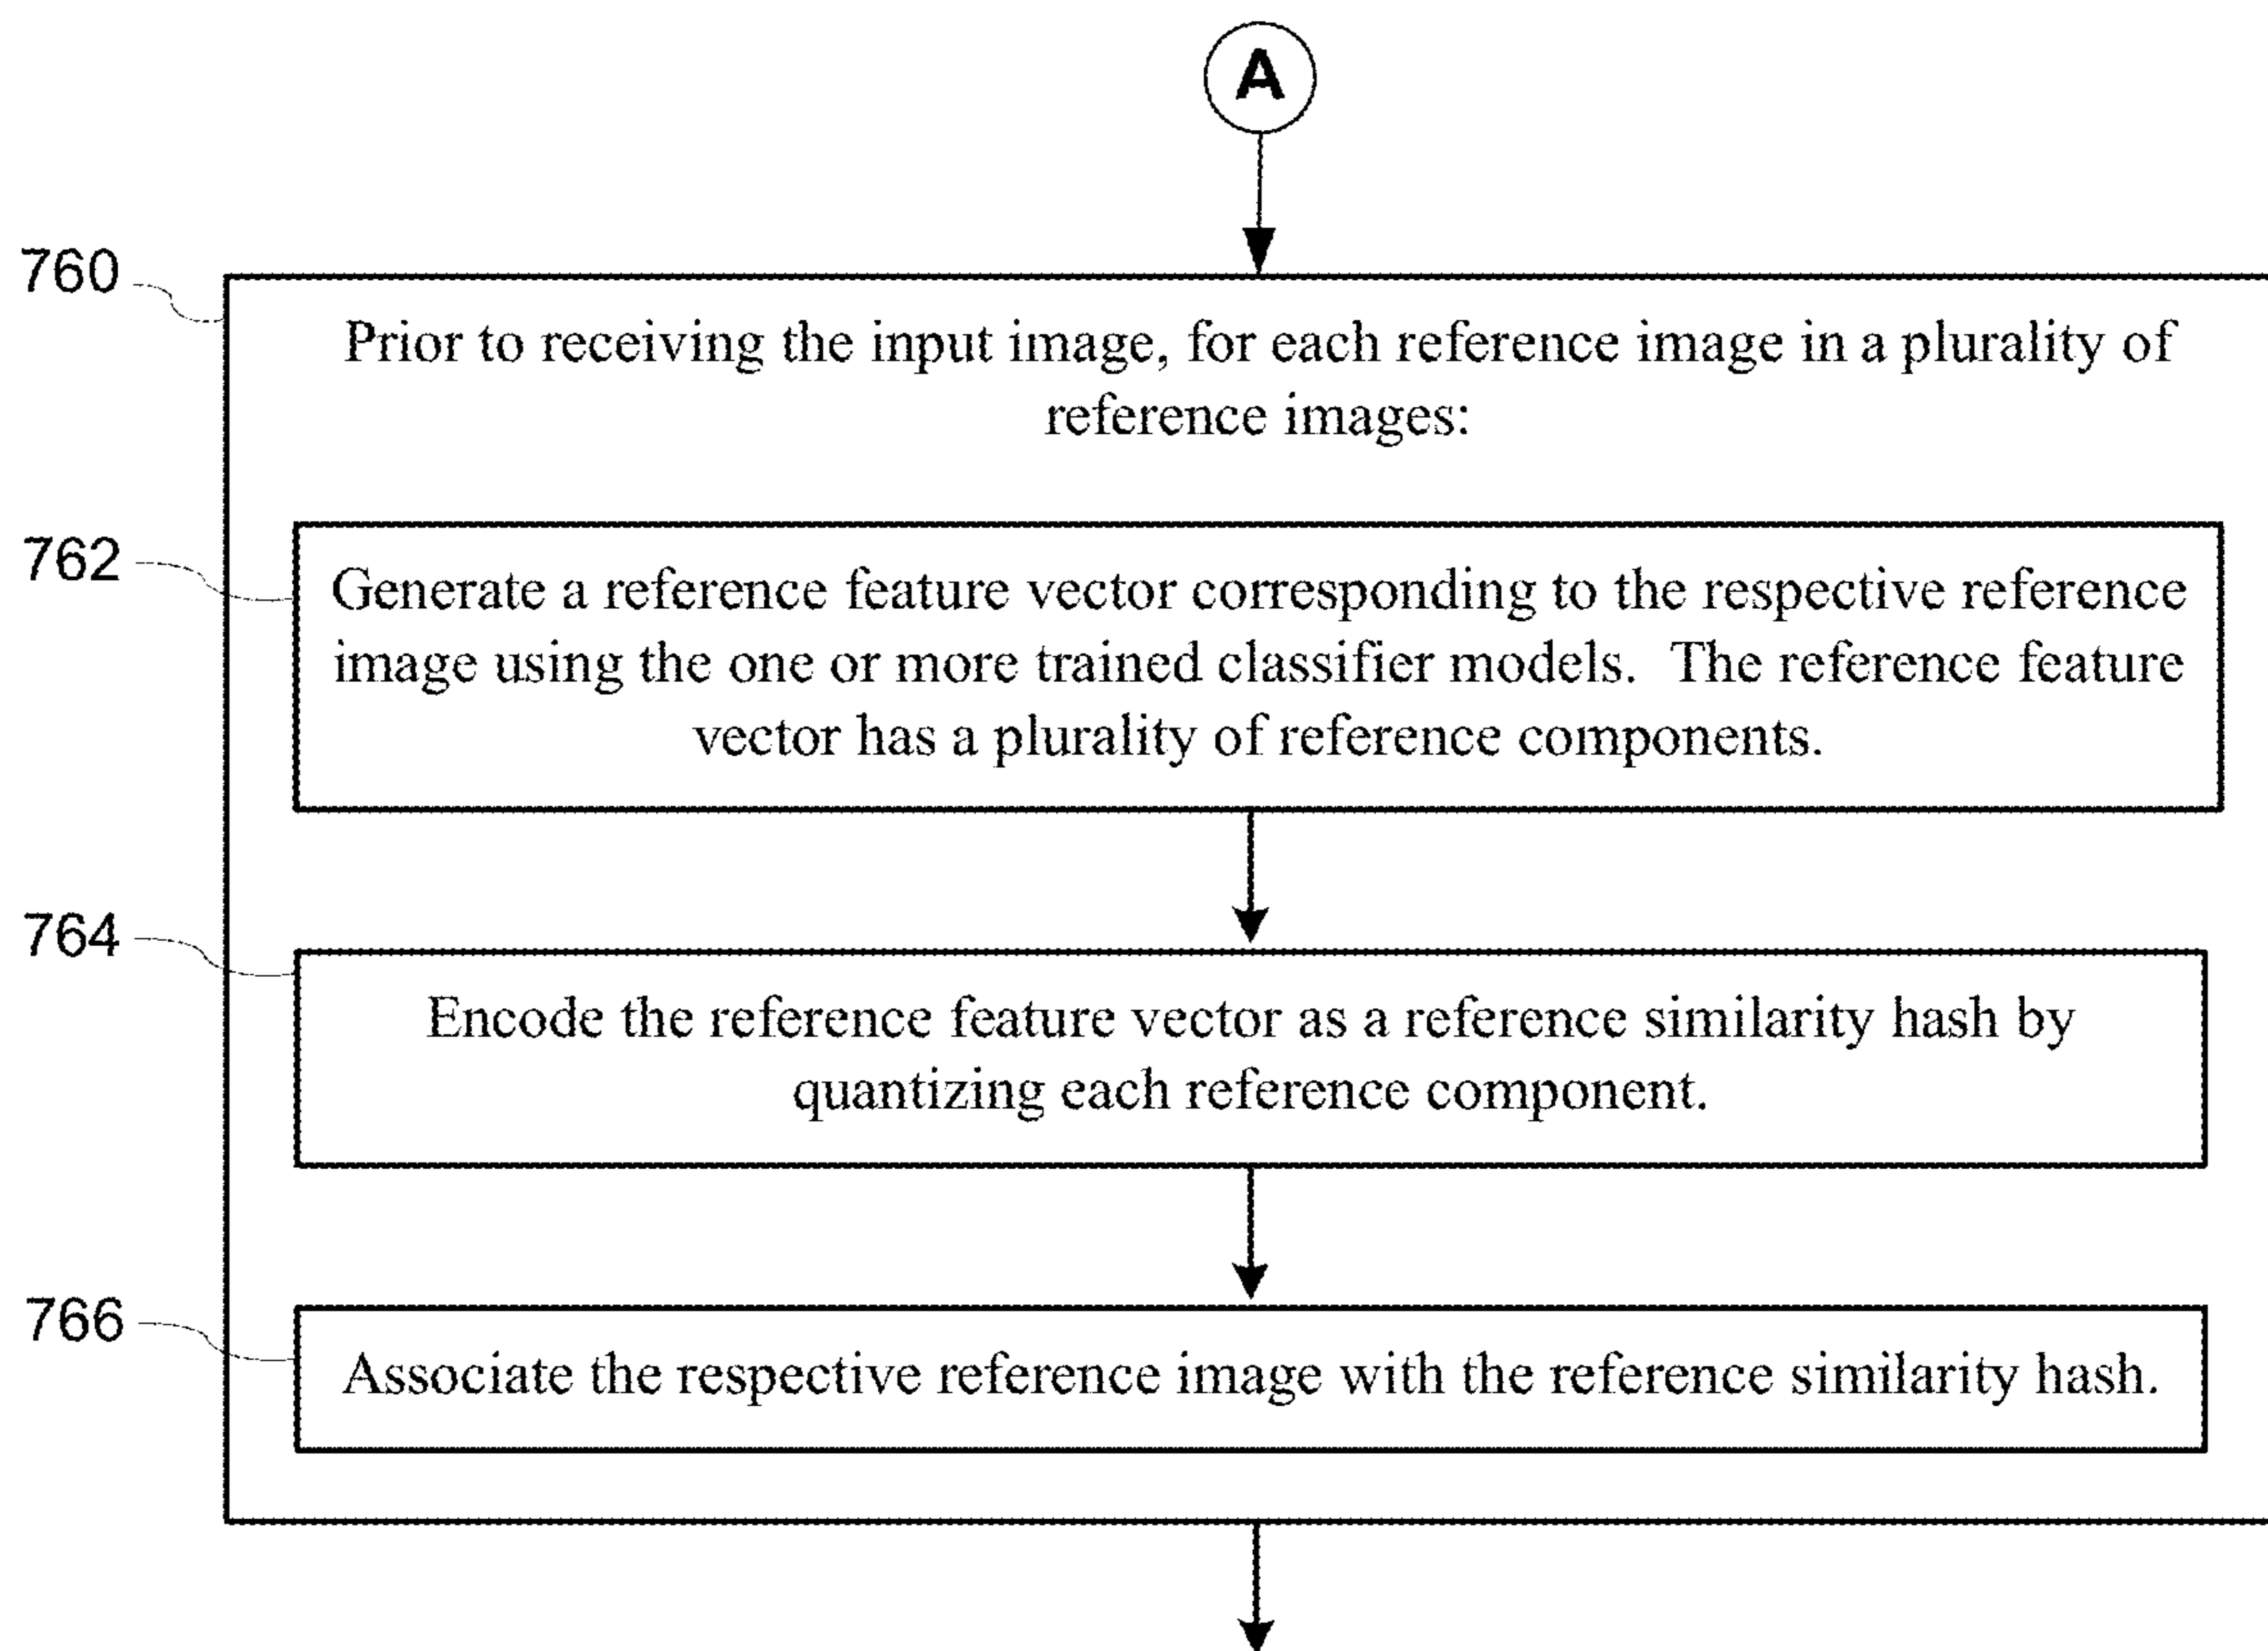 A
760
Prior to receiving the input image, for each reference image in a plurality of
reference images:
762
Generate a reference feature vector corresponding to the respective reference
image using the one or more trained classifier models.  The reference feature
vector has a plurality of reference components.
764
Encode the reference feature vector as a reference similarity hash by
quantizing each reference component.
766
Associate the respective reference image with the reference similarity hash.